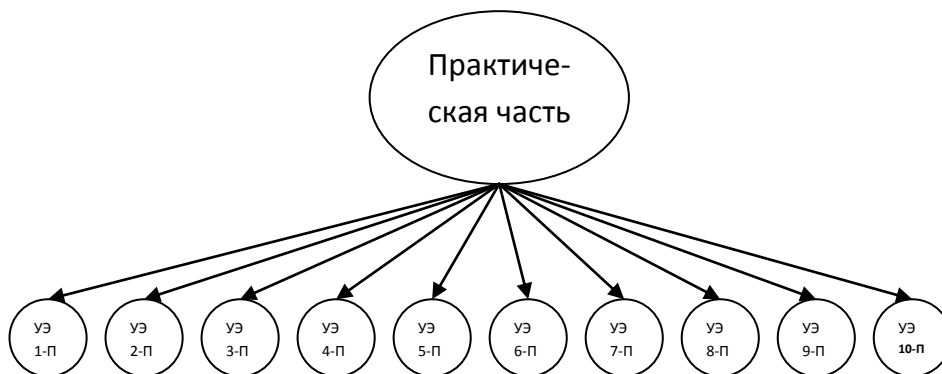 Практиче-
ская часть
УЭ
1-П
УЭ
2-П
УЭ
3-П
УЭ
4-П
УЭ
5-П
УЭ
6-П
УЭ
7-П
УЭ
8-П
УЭ
9-П
УЭ
10-П